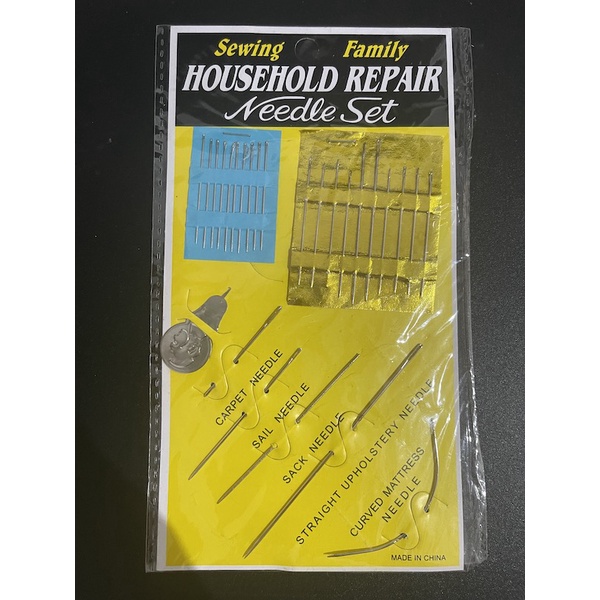 Sewing Family
HOUSEHOLD REPAIR
Needle Set
CARPET NEEDLE
SAIL NEEDLE
SACK NEEDLE
STRAIGHT UPHOLSTERY NEEDLE
CURVED MATTRESS
NEEDLE
MADE IN CHINA